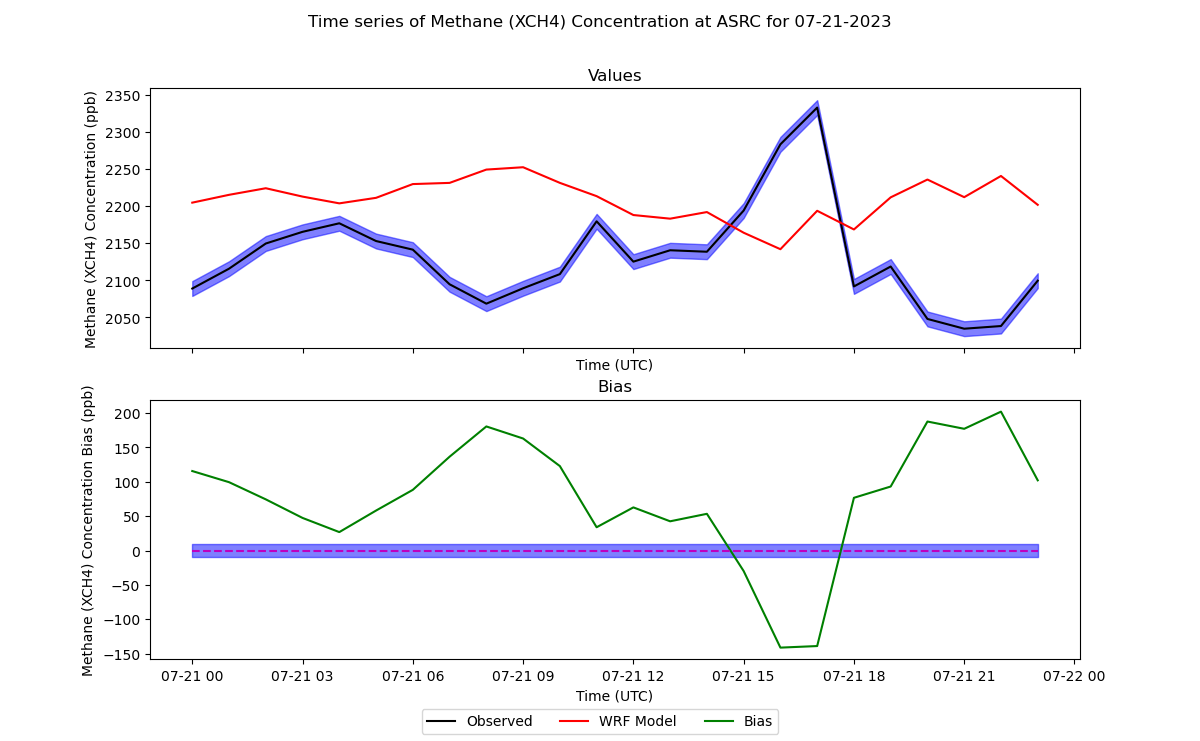 Time series of Methane (XCH4) Concentration at ASRC for 07-21-2023
Values
Methane (XCH4) Concentration (ppb)
2350
2300
2250
2200
2150
2100
2050
Time (UTC)
Bias
Methane (XCH4) Concentration Bias (ppb)
200
150
100
50
0
−50
−100
−150
07-21 00 07-21 03 07-21 06 07-21 09 07-21 12 07-21 15 07-21 18 07-21 21 07-22 00
Time (UTC)
Observed WRF Model Bias